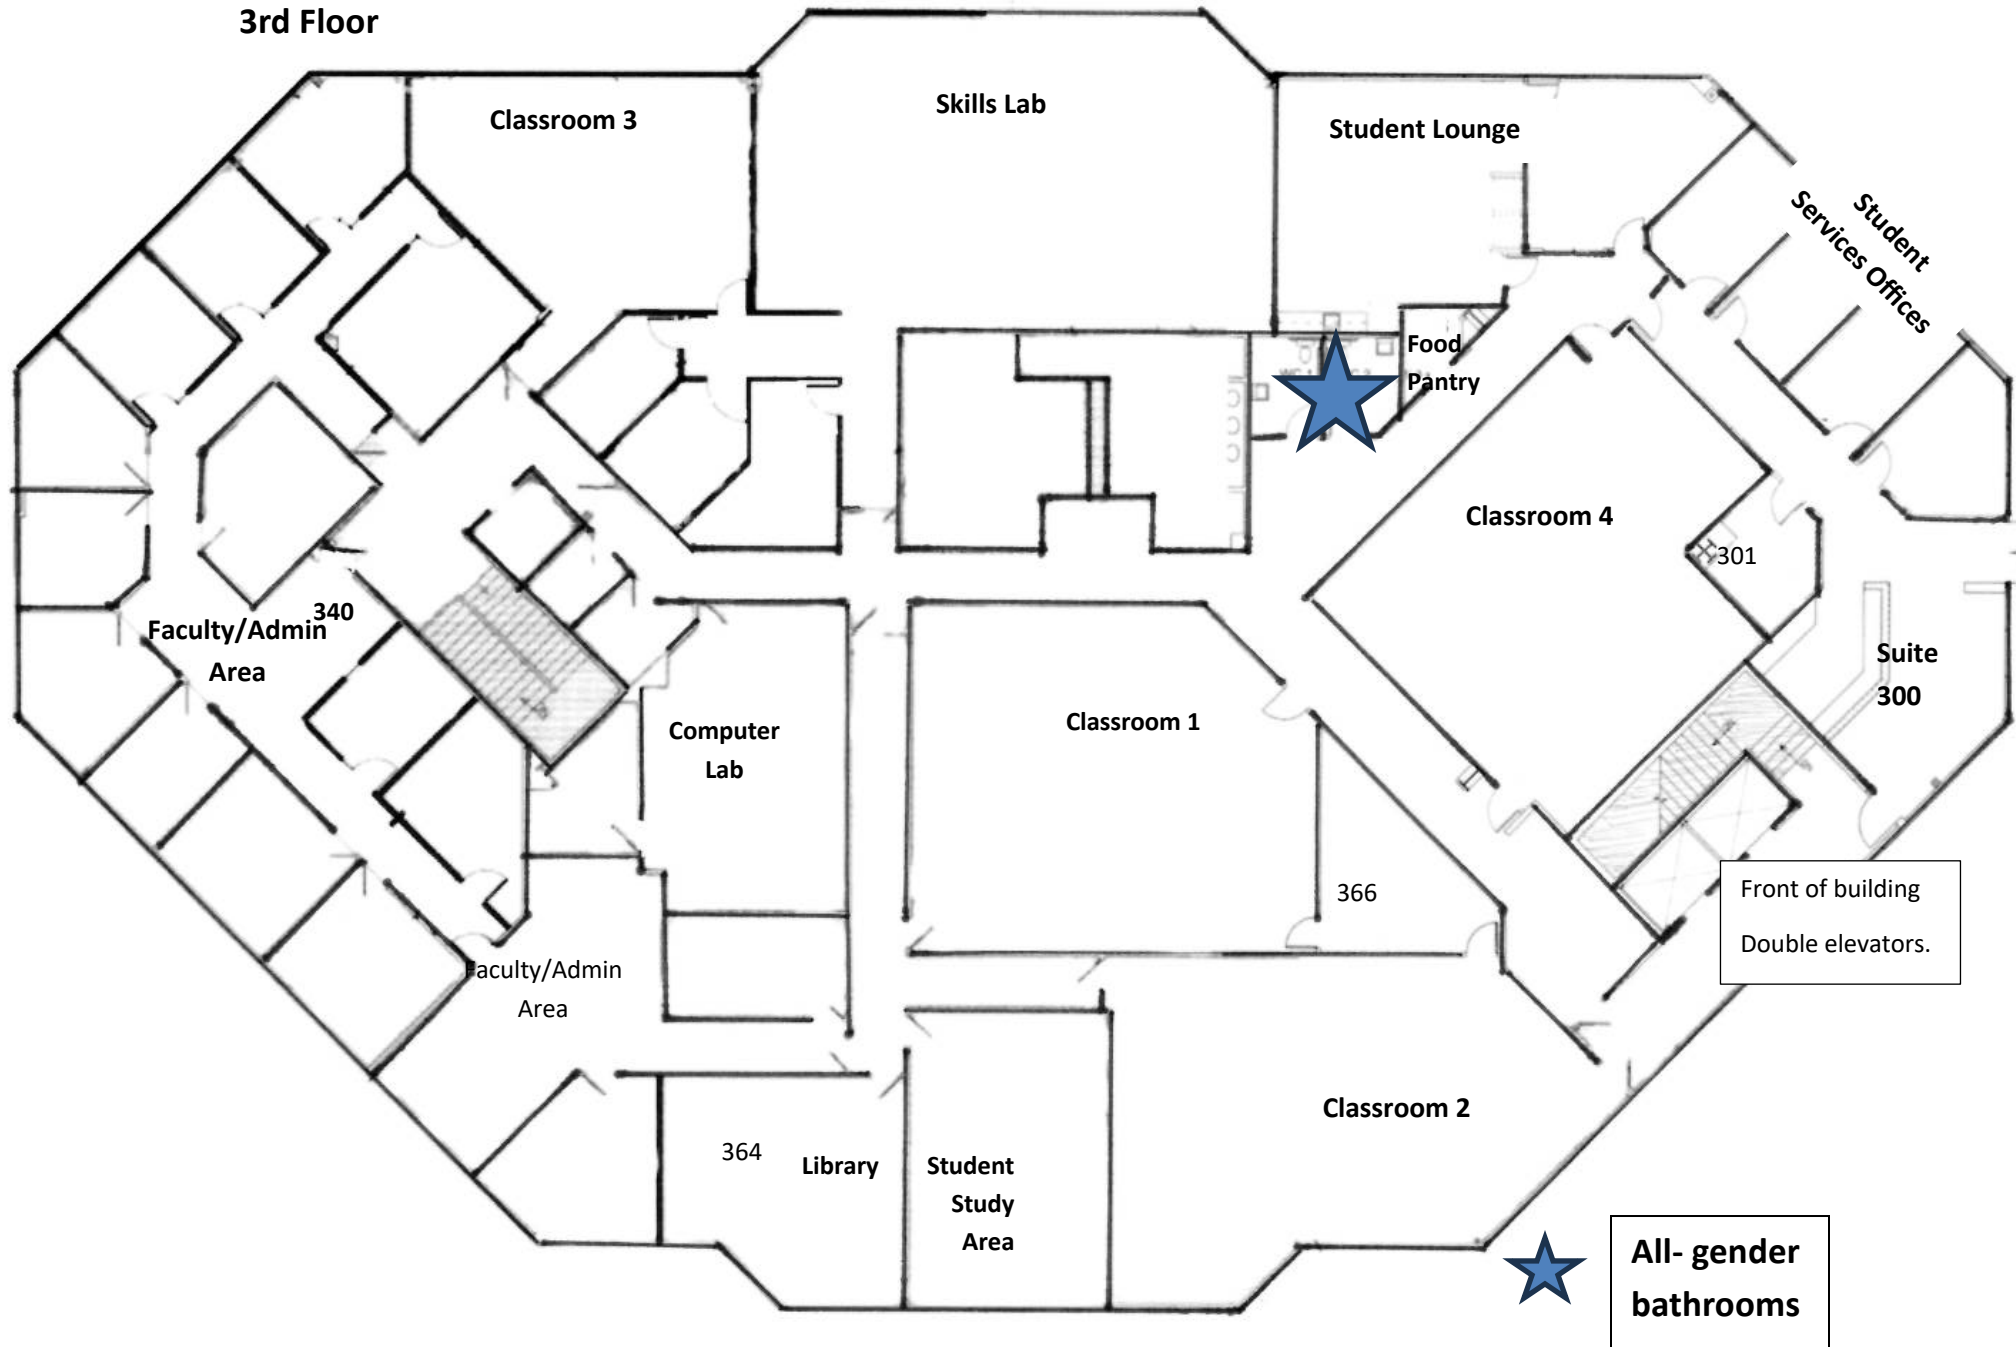 3rd Floor
Classroom 3
Skills Lab
Student Lounge
Student
Services Offices
Food
Pantry
Classroom 4
301
340
Faculty/Admin
Area
Suite
300
Computer
Lab
Classroom 1
366
Front of building
Double elevators.
Faculty/Admin
Area
Classroom 2
364
Library
Student
Study
Area
All- gender
bathrooms